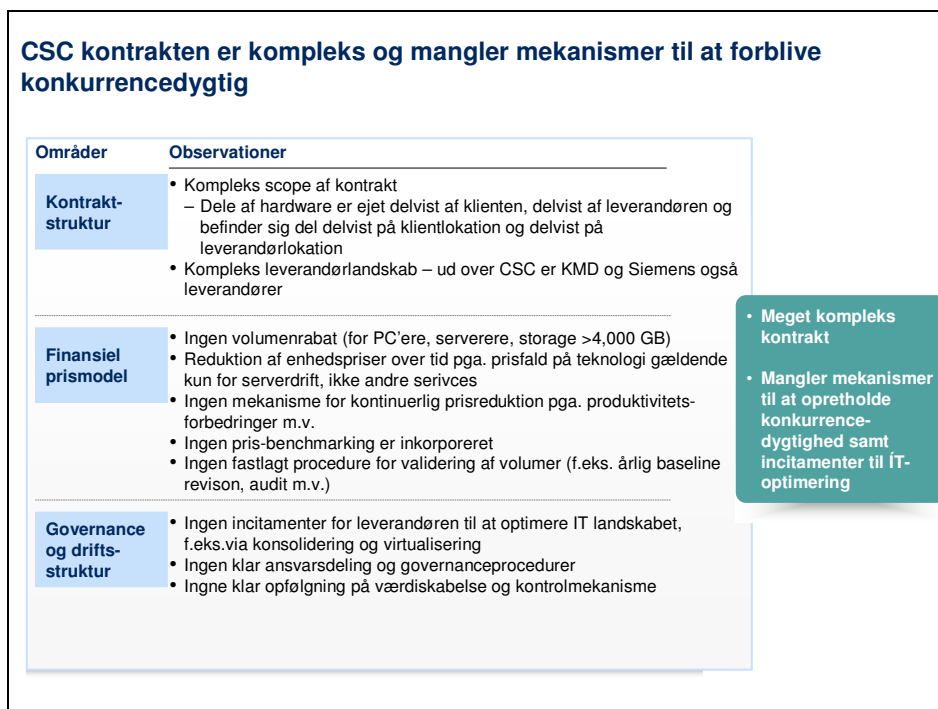 CSC kontrakten er kompleks og mangler mekanismer til at forblive
konkurrencedygtig
Områder
Observationer
Kontrakt-
struktur
• Kompleks scope af kontrakt
– Dele af hardware er ejet delvist af klienten, delvist af leverandøren og
befinder sig del delvist på klientlokation og delvist på
leverandørlokation
• Kompleks leverandørlandskab – ud over CSC er KMD og Siemens også
leverandører
Finansiel
prismodel
• Ingen volumenrabat (for PC'ere, serverere, storage >4,000 GB)
• Reduktion af enhedspriser over tid pga. prisfald på teknologi gældende
kun for serverdrift, ikke andre serivces
• Ingen mekanisme for kontinuerlig prisreduktion pga. produktivitets-
forbedringer m.v.
• Ingen pris-benchmarking er inkorporeret
• Ingen fastlagt procedure for validering af volumer (f.eks. årlig baseline
revison, audit m.v.)
Governance
og drifts-
struktur
• Ingen incitamenter for leverandøren til at optimere IT landskabet,
f.eks.via konsolidering og virtualisering
• Ingen klar ansvarsdeling og governanceprocedurer
• Ingne klar opfølgning på værdiskabelse og kontrolmekanisme
• Meget kompleks
kontrakt
• Mangler mekanismer
til at opretholde
konkurrence-
dygtighed samt
incitamenter til ÍT-
optimering